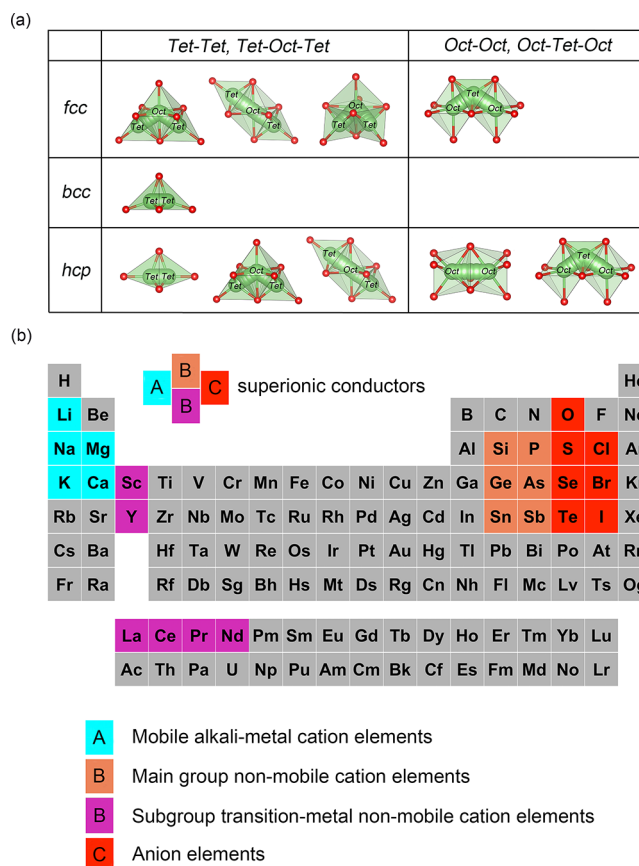 (a)
Tet-Tet, Tet-Oct-Tet Oct-Oct, Oct-Tet-Oct
fcc
Tet Oct Tet
Tet Oct Tet
Oct Tet Tet
Oct Tet Oct
bcc
Tet Tet
hcp
Tet Tet
Tet Oct Tet
Tet Oct Tet
Oct Oct
Oct Tet Oct
(b)
H He
A B B C superionic conductors
Li Be B C N O F
Na Mg Al Si P S Cl
K Ca Sc Ti V Cr Mn Fe Co Ni Cu Zn Ga Ge As Se Br
Rb Sr Y Zr Nb Mo Tc Ru Rh Pd Ag Cd In Sn Sb Te I Xe
Cs Ba Hf Ta W Re Os Ir Pt Au Hg Tl Pb Bi Po At Rn
Fr Ra Rf Db Sg Bh Hs Mt Ds Rg Cn Nh Fl Mc Lv Ts Og
La Ce Pr Nd Pm Sm Eu Gd Tb Dy Ho Er Tm Yb Lu
Ac Th Pa U Np Pu Am Cm Bk Cf Es Fm Md No Lr
A Mobile alkali-metal cation elements
B Main group non-mobile cation elements
B Subgroup transition-metal non-mobile cation elements
C Anion elements